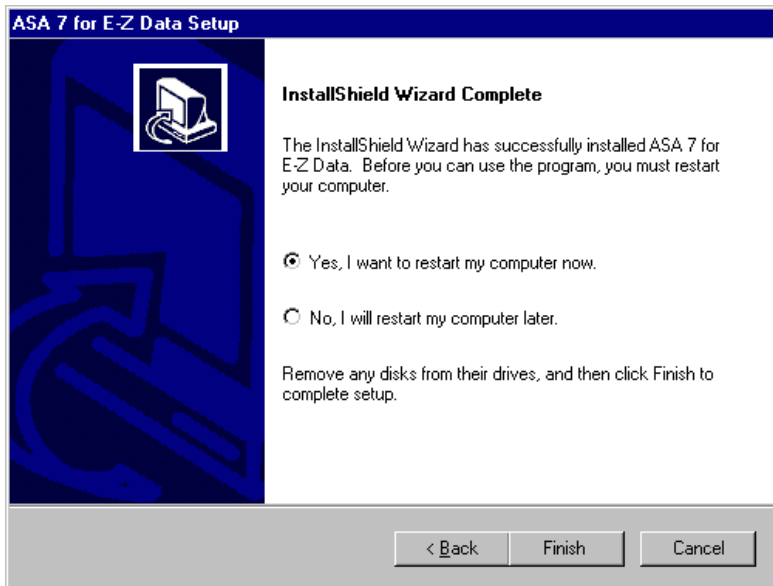 ASA 7 for E-Z Data Setup
InstallShield Wizard Complete
The InstallShield Wizard has successfully installed ASA 7 for
E-Z Data.  Before you can use the program, you must restart
your computer.
Yes, I want to restart my computer now.
No, I will restart my computer later.
Remove any disks from their drives, and then click Finish to
complete setup.
< Back Finish Cancel